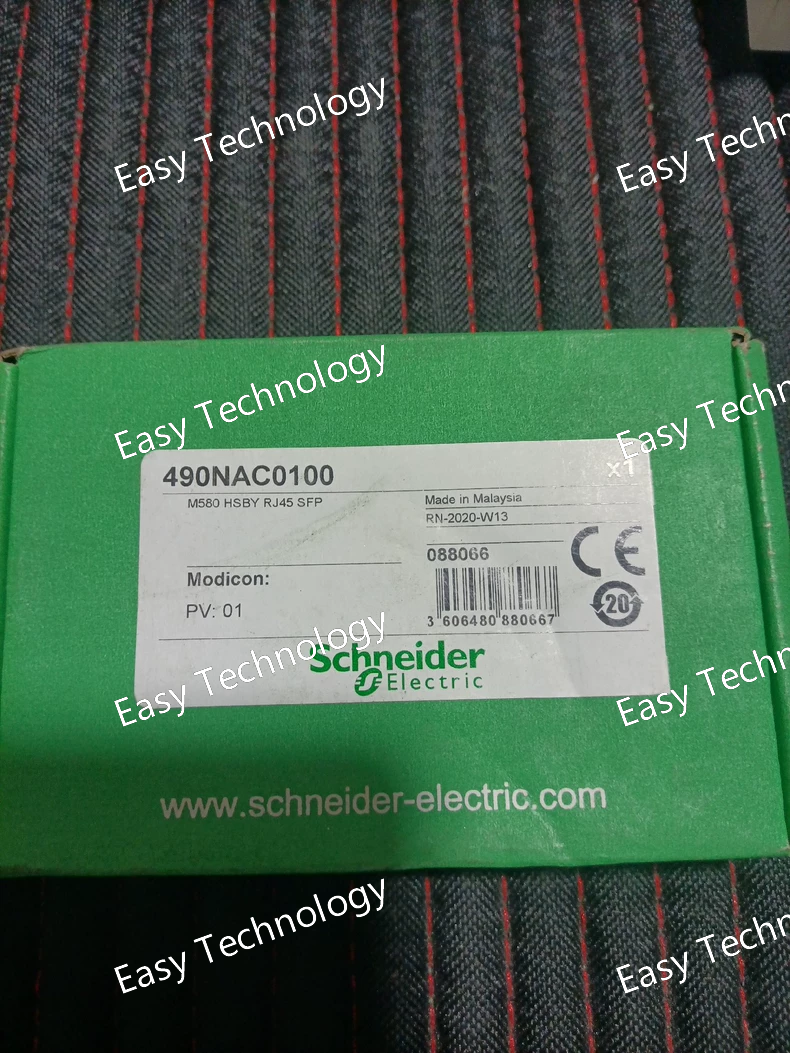 Easy Technology
Easy Techn
Easy Technology
Easy Techn
490NAC0100
x1
M580 HSBY RJ45 SFP
Made in Malaysia
RN-2020-W13
088066
CE
Modicon:
PV: 01
20
3 606480 880667
Schneider
Electric
Easy Technology
Easy Techn
www.schneider-electric.com
Easy Technology
Easy Techn